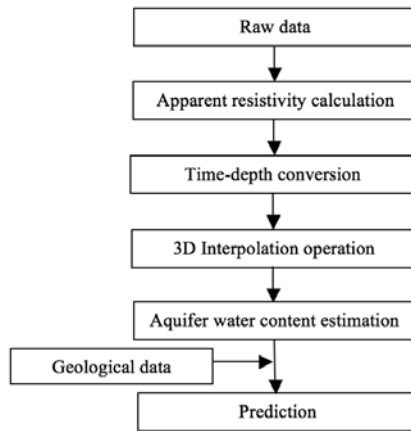 Raw data
Apparent resistivity calculation
Time-depth conversion
3D Interpolation operation
Aquifer water content estimation
Geological data
Prediction